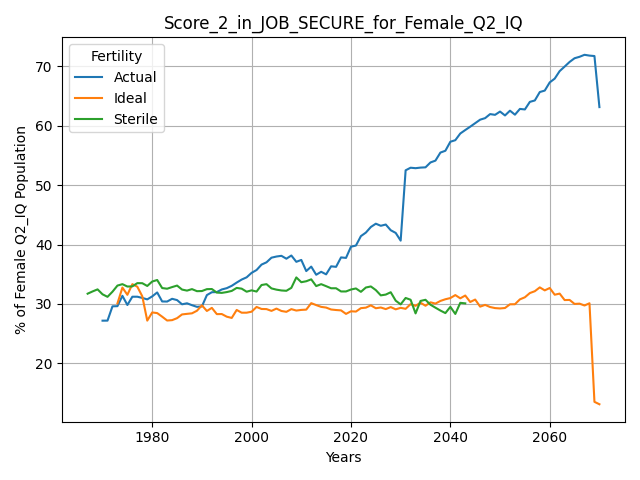 Score_2_in_JOB_SECURE_for_Female_Q2_IQ
Fertility
Actual
Ideal
Sterile
% of Female Q2_IQ Population
70
60
50
40
30
20
1980
2000
2020
2040
2060
Years